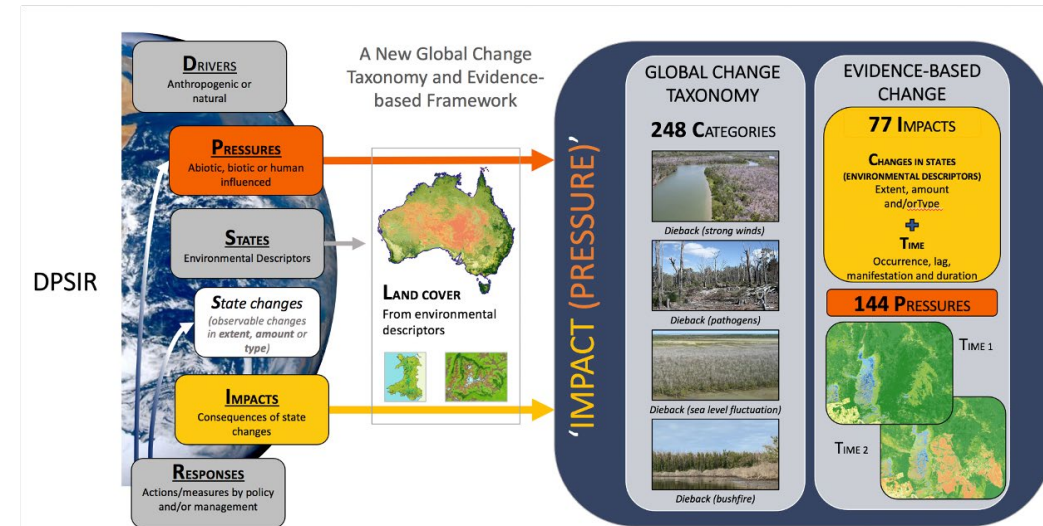 DPSIR
DRIVERS
Anthropogenic or
natural
PRESSURES
Abiotic, biotic or human
influenced
STATES
Environmental Descriptors
State changes
(observable changes
in extent, amount or
type)
IMPACTS
Consequences of state
changes
RESPONSES
Actions/measures by policy
and/or management
A New Global Change
Taxonomy and Evidence-
based Framework
LAND COVER
From environmental
descriptors
‘IMPACT (PRESSURE)’
GLOBAL CHANGE
TAXONOMY
248 CATEGORIES
Dieback (strong winds)
Dieback (pathogens)
Dieback (sea level fluctuation)
Dieback (bushfire)
EVIDENCE-BASED
CHANGE
77 IMPACTS
CHANGES IN STATES
(ENVIRONMENTAL DESCRIPTORS)
Extent, amount
and/orType
TIME
Occurrence, lag,
manifestation and duration
144 PRESSURES
TIME 1
TIME 2